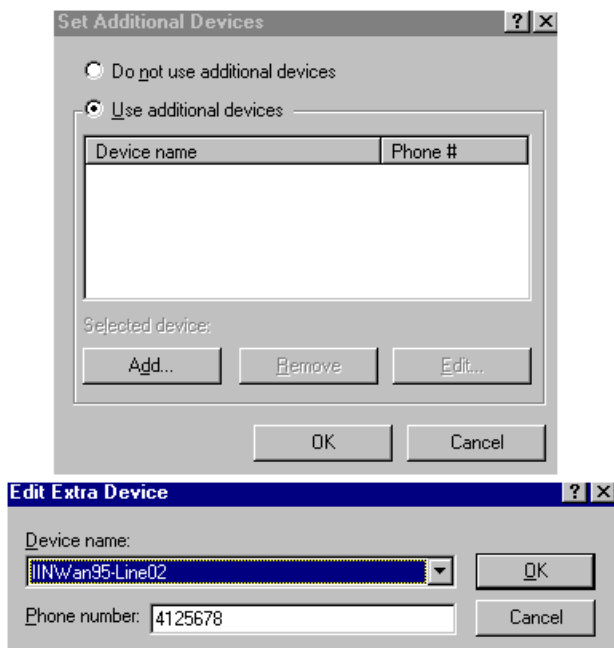 Set Additional Devices
Do not use additional devices
Use additional devices
Device name Phone #
Selected device:
Add... Remove Edit...
OK Cancel
Edit Extra Device
Device name:
IINWan95-Line02 OK
Phone number: 4125678 Cancel